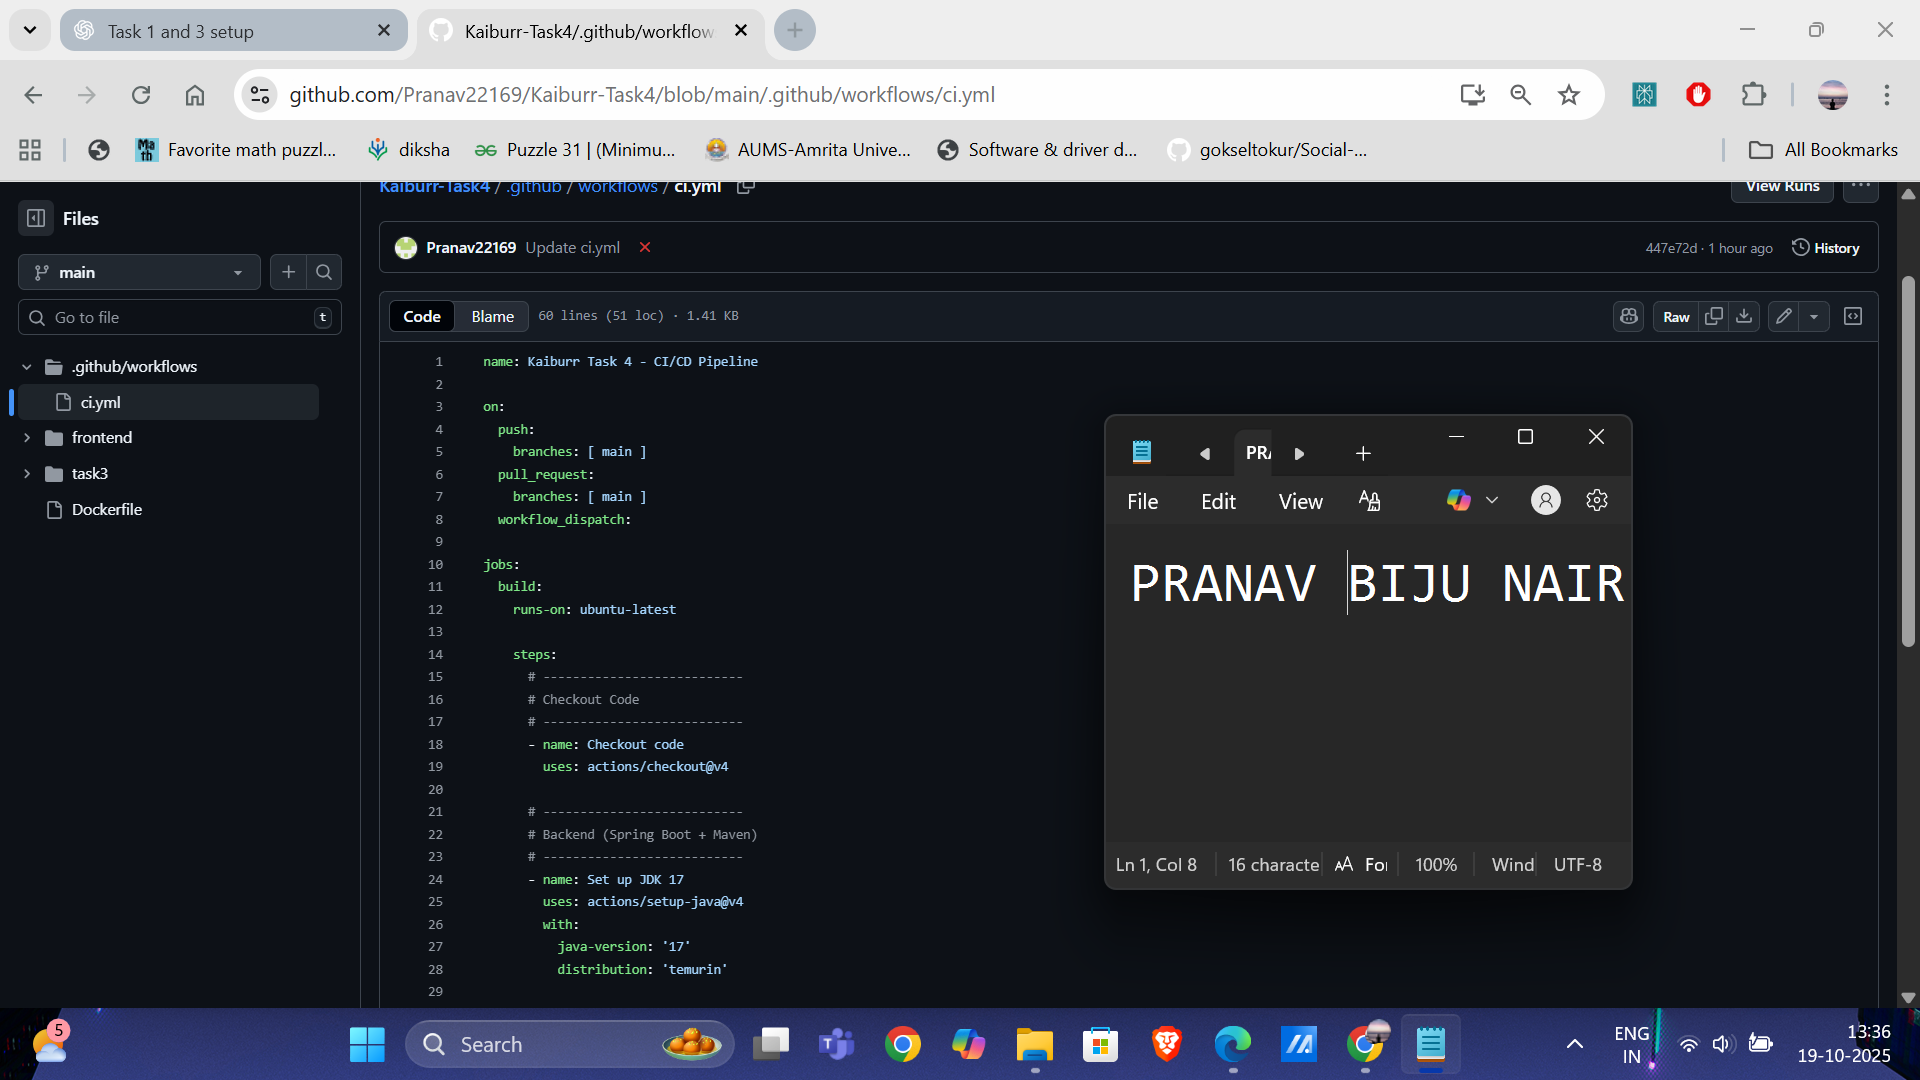 Task 1 and 3 setup
Kaiburr-Task4/.github/workflow
github.com/Pranav22169/Kaiburr-Task4/blob/main/.github/workflows/ci.yml
Math
Favorite math puzzl...
diksha
Puzzle 31 | (Minimu...
AUMS-Amrita Unive...
Software & driver d...
gokseltokur/Social-...
All Bookmarks
Files
Kaiburr-Task4 / .github / workflows / ci.yml
View Runs
Pranav22169 Update ci.yml
447e72d · 1 hour ago
History
main
Go to file
t
.github/workflows
ci.yml
frontend
task3
Dockerfile
Code
Blame
60 lines (51 loc) · 1.41 KB
Raw
1 name: Kaiburr Task 4 - CI/CD Pipeline
2
3 on:
4 push:
5 branches: [ main ]
6 pull_request:
7 branches: [ main ]
8 workflow_dispatch:
9
10 jobs:
11 build:
12 runs-on: ubuntu-latest
13
14 steps:
15 # ---------------------------
16 # Checkout Code
17 # ---------------------------
18 - name: Checkout code
19 uses: actions/checkout@v4
20
21 # ---------------------------
22 # Backend (Spring Boot + Maven)
23 # ---------------------------
24 - name: Set up JDK 17
25 uses: actions/setup-java@v4
26 with:
27 java-version: '17'
28 distribution: 'temurin'
29
PRA
File
Edit
View
PRANAV BIJU NAIR
Ln 1, Col 8
16 characte
For
100%
Wind
UTF-8
5
Search
ENG
IN
13:36
19-10-2025